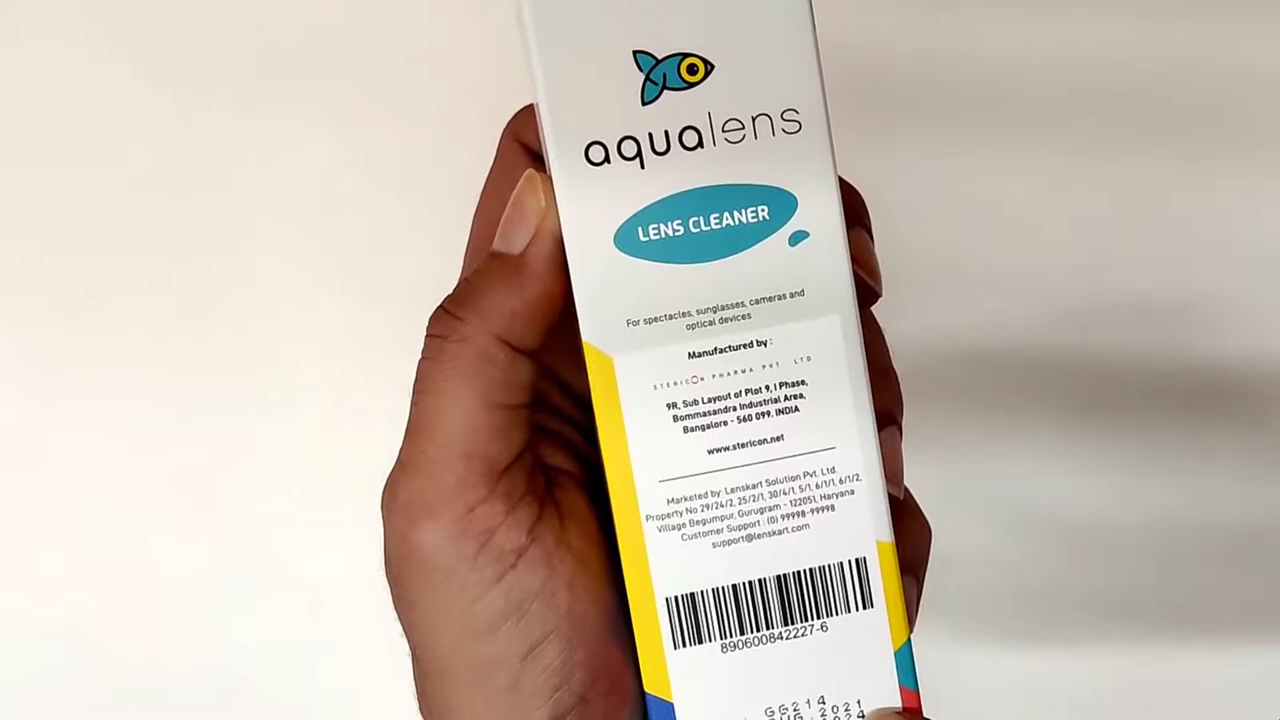 aqualens
LENS CLEANER
For spectacles, sunglasses, cameras and
optical devices
Manufactured by :
STERICON PHARMA PVT LTD
9R, Sub Layout of Plot 9, I Phase,
Bommasandra Industrial Area,
Bangalore - 560 099. INDIA
www.stericon.net
Marketed by: Lenskart Solution Pvt. Ltd.
Property No 29/24/2, 25/2/1, 30/4/1, 5/1, 6/1/1, 6/1/2,
Village Begumpur, Gurugram - 122051, Haryana
Customer Support : (0) 99998-99998
support@lenskart.com
890600842227-6
GG214
2021